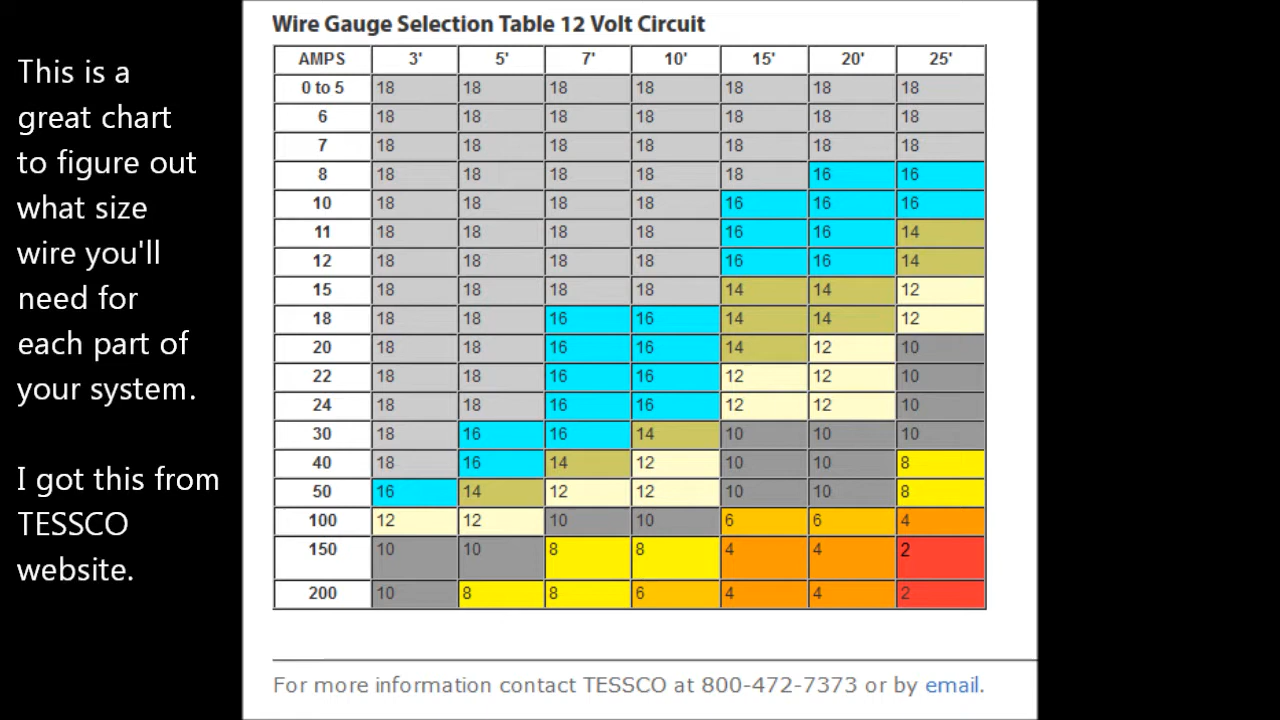 This is a
great chart
to figure out
what size
wire you'll
need for
each part of
your system.
I got this from
TESSCO
website.
Wire Gauge Selection Table 12 Volt Circuit
AMPS 3' 5' 7' 10' 15' 20' 25'
0 to 5 18 18 18 18 18 18 18
6 18 18 18 18 18 18 18
7 18 18 18 18 18 18 18
8 18 18 18 18 18 16 16
10 18 18 18 18 16 16 16
11 18 18 18 18 16 16 14
12 18 18 18 18 16 16 14
15 18 18 18 18 14 14 12
18 18 18 16 16 14 14 12
20 18 18 16 16 14 12 10
22 18 18 16 16 12 12 10
24 18 18 16 16 12 12 10
30 18 16 16 14 10 10 10
40 18 16 14 12 10 10 8
50 16 14 12 12 10 10 8
100 12 12 10 10 6 6 4
150 10 10 8 8 4 4 2
200 10 8 8 6 4 4 2
For more information contact TESSCO at 800-472-7373 or by email.